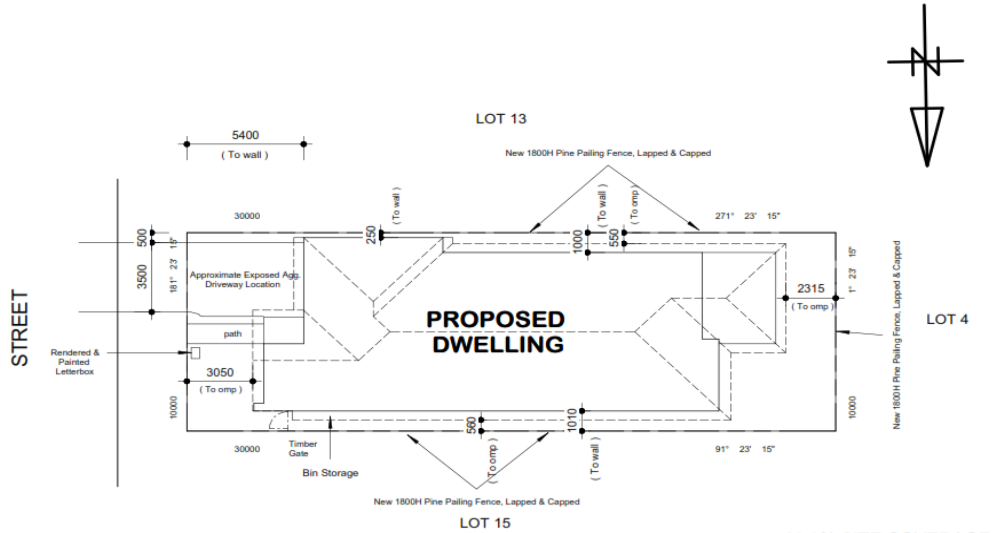 N
LOT 13
5400
( To wall )
New 1800H Pine Pailing Fence, Lapped & Capped
30000
250
( To wall )
1000
( To wall )
550
( To omp )
271° 23' 15"
500
3500
181° 23' 15"
Approximate Exposed Agg.
Driveway Location
1° 23' 15"
2315
( To omp )
STREET
path
PROPOSED
DWELLING
LOT 4
New 1800H Pine Pailing Fence, Lapped & Capped
Rendered &
Painted
Letterbox
3050
( To omp )
10000
10000
560
( To omp )
1010
( To wall )
30000
Timber
Gate
Bin Storage
91° 23' 15"
New 1800H Pine Pailing Fence, Lapped & Capped
LOT 15